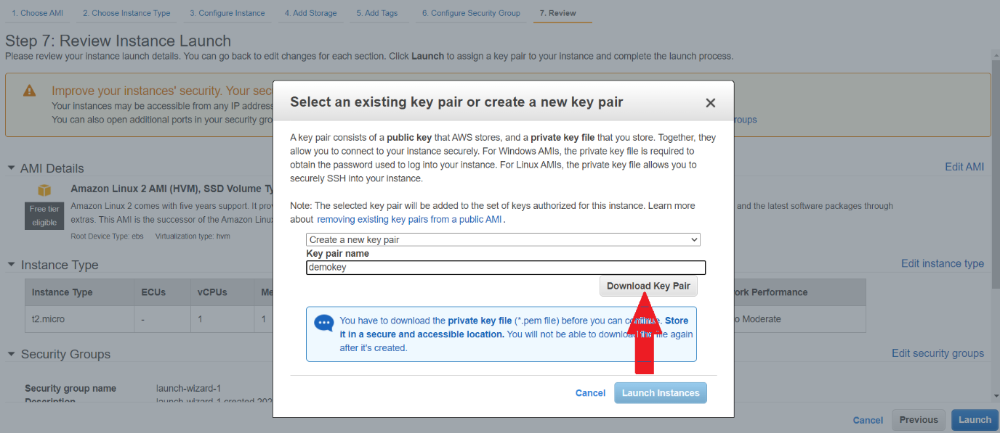 1. Choose AMI 2. Choose Instance Type 3. Configure Instance 4. Add Storage 5. Add Tags 6. Configure Security Group 7. Review
Step 7: Review Instance Launch
Please review your instance launch details. You can go back to edit changes for each section. Click Launch to assign a key pair to your instance and complete the launch process.
Improve your instances' security. Your sec
Your instances may be accessible from any IP address
You can also open additional ports in your security gro
roups
AMI Details
Edit AMI
Amazon Linux 2 AMI (HVM), SSD Volume Ty
Free tier
eligible
Amazon Linux 2 comes with five years support. It prov
and the latest software packages through
extras. This AMI is the successor of the Amazon Linux
Root Device Type: ebs Virtualization type: hvm
Instance Type
Edit instance type
Instance Type ECUs vCPUs Me
ork Performance
t2.micro - 1 1
o Moderate
Security Groups
Edit security groups
Security group name launch-wizard-1
Description launch-wizard-1 created 202
Cancel Previous Launch
Select an existing key pair or create a new key pair
A key pair consists of a public key that AWS stores, and a private key file that you store. Together, they
allow you to connect to your instance securely. For Windows AMIs, the private key file is required to
obtain the password used to log into your instance. For Linux AMIs, the private key file allows you to
securely SSH into your instance.
Note: The selected key pair will be added to the set of keys authorized for this instance. Learn more
about removing existing key pairs from a public AMI .
Create a new key pair
Key pair name
demokey
Download Key Pair
You have to download the private key file (*.pem file) before you can continue. Store
it in a secure and accessible location. You will not be able to download the file again
after it's created.
Cancel Launch Instances